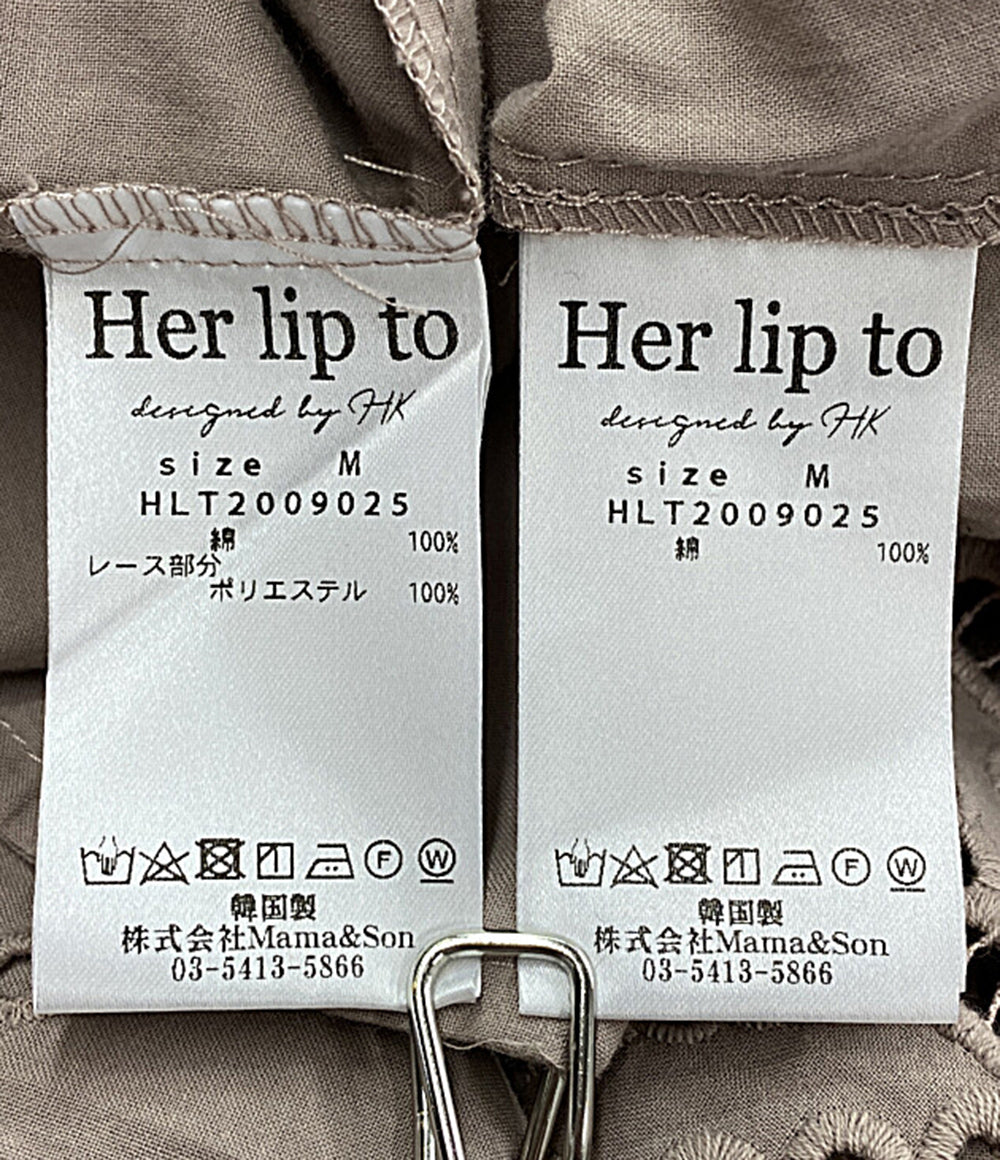 Her lip to
designed by HK
size M
HLT2009025
綿 100%
レース部分
ポリエステル 100%
F W
韓国製
株式会社Mama&Son
03-5413-5866
Her lip to
designed by HK
size M
HLT2009025
綿 100%
F W
韓国製
株式会社Mama&Son
03-5413-5866